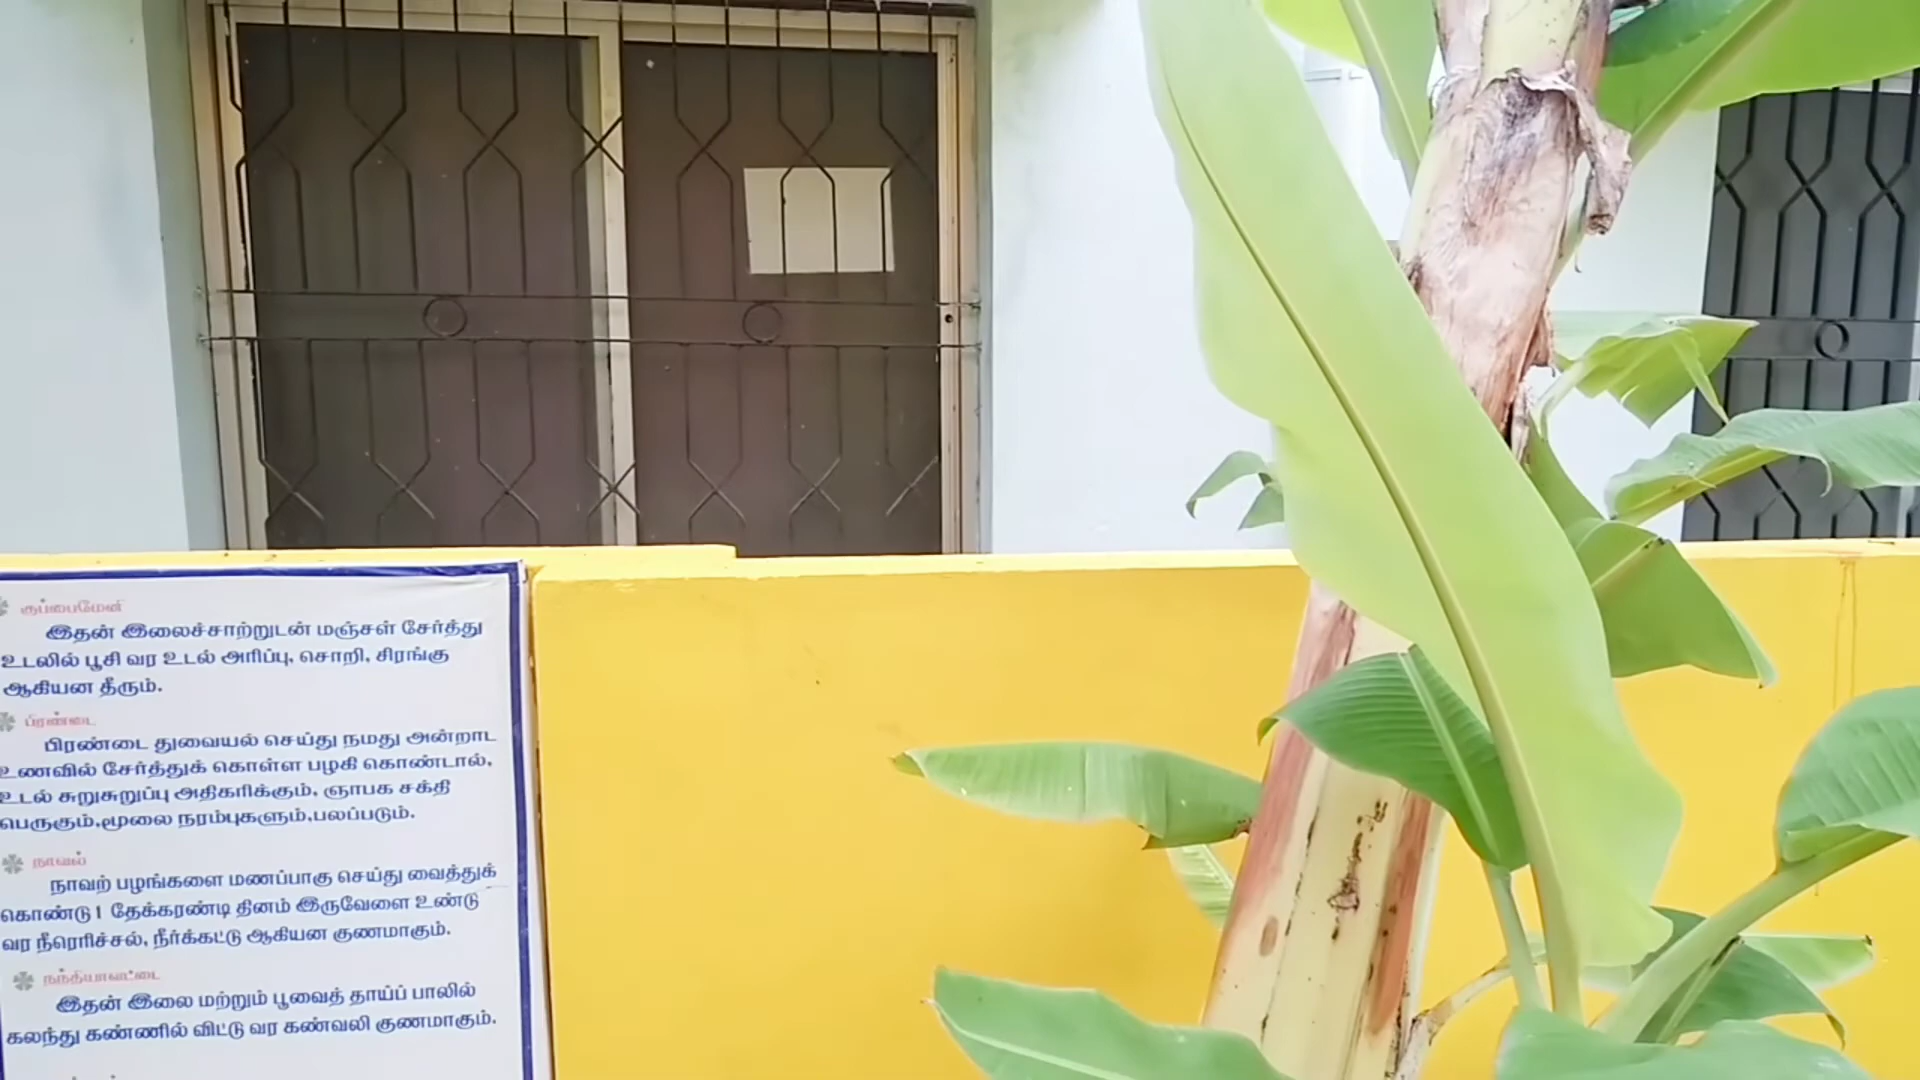 குப்பைமேனி
இதன் இலைச்சாற்றுடன் மஞ்சள் சேர்த்து
உடலில் பூசி வர உடல் அரிப்பு, சொறி, சிரங்கு
ஆகியன தீரும்.
பிரண்டை
பிரண்டை துவையல் செய்து நமது அன்றாட
உணவில் சேர்த்துக் கொள்ள பழகி கொண்டால்,
உடல் சுறுசுறுப்பு அதிகரிக்கும், ஞாபக சக்தி
பெருகும்,மூலை நரம்புகளும்,பலப்படும்.
நாவல்
நாவற் பழங்களை மணப்பாகு செய்து வைத்துக்
கொண்டு 1 தேக்கரண்டி தினம் இருவேளை உண்டு
வர நீரெரிச்சல், நீர்க்கட்டு ஆகியன குணமாகும்.
நந்தியாவட்டை
இதன் இலை மற்றும் பூவைத் தாய்ப் பாலில்
கலந்து கண்ணில் விட்டு வர கண்வலி குணமாகும்.